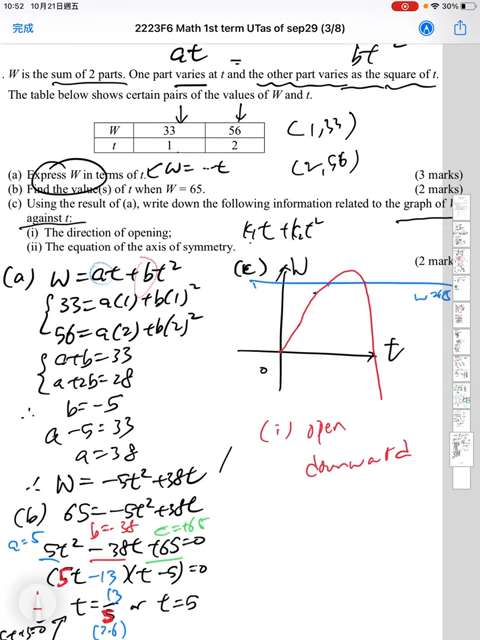 10:52 10月21日週五
35%
完成
2223F6 Math 1st term UTas of sep29 (3/8)
at = bt²
. W is the sum of 2 parts. One part varies at t and the other part varies as the square of t.
The table below shows certain pairs of the values of W and t.
W 33 56
t 1 2
(1,33)
(2,56)
(a) Express W in terms of t. W = ...t (3 marks)
(b) Find the value(s) of t when W = 65. (2 marks)
(c) Using the result of (a), write down the following information related to the graph of W
against t:
(i) The direction of opening;
(ii) The equation of the axis of symmetry.
(2 mark
k₁t + k₂t²
(a) W = at + bt²
33 = a(1) + b(1)²
56 = a(2) + b(2)²
a+b = 33
a+2b = 28
∴ b = -5
a - 5 = 33
a = 38
∴ W = -5t² + 38t
(b) 65 = -5t² + 38t
a=5 b=-38 c=+65
5t² - 38t + 65 = 0
(5t - 13)(t - 5) = 0
t = 13/5 or t = 5
(2.6)
(c)
W
t
0
(i) open
downward